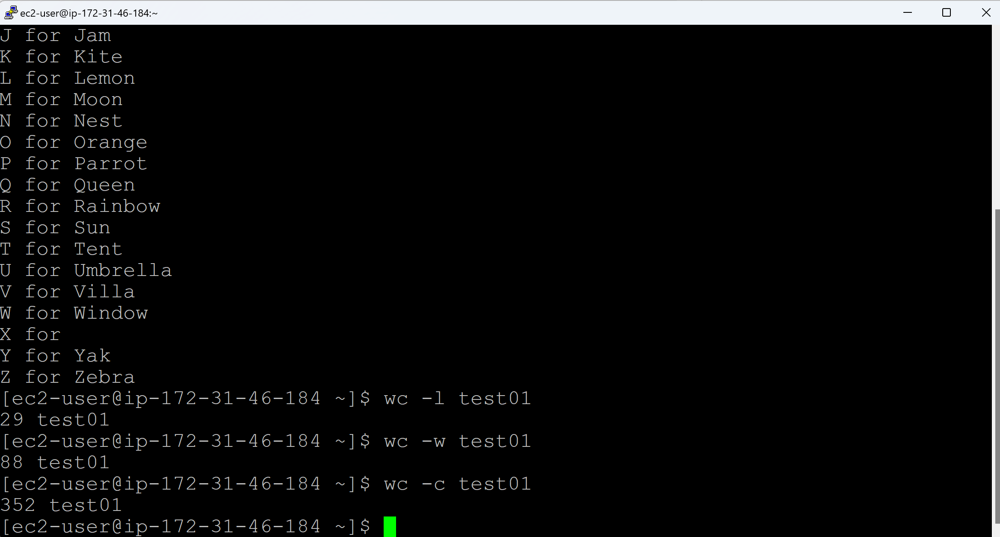 ec2-user@ip-172-31-46-184:~
J for Jam
K for Kite
L for Lemon
M for Moon
N for Nest
O for Orange
P for Parrot
Q for Queen
R for Rainbow
S for Sun
T for Tent
U for Umbrella
V for Villa
W for Window
X for
Y for Yak
Z for Zebra
[ec2-user@ip-172-31-46-184 ~]$ wc -l test01
29 test01
[ec2-user@ip-172-31-46-184 ~]$ wc -w test01
88 test01
[ec2-user@ip-172-31-46-184 ~]$ wc -c test01
352 test01
[ec2-user@ip-172-31-46-184 ~]$